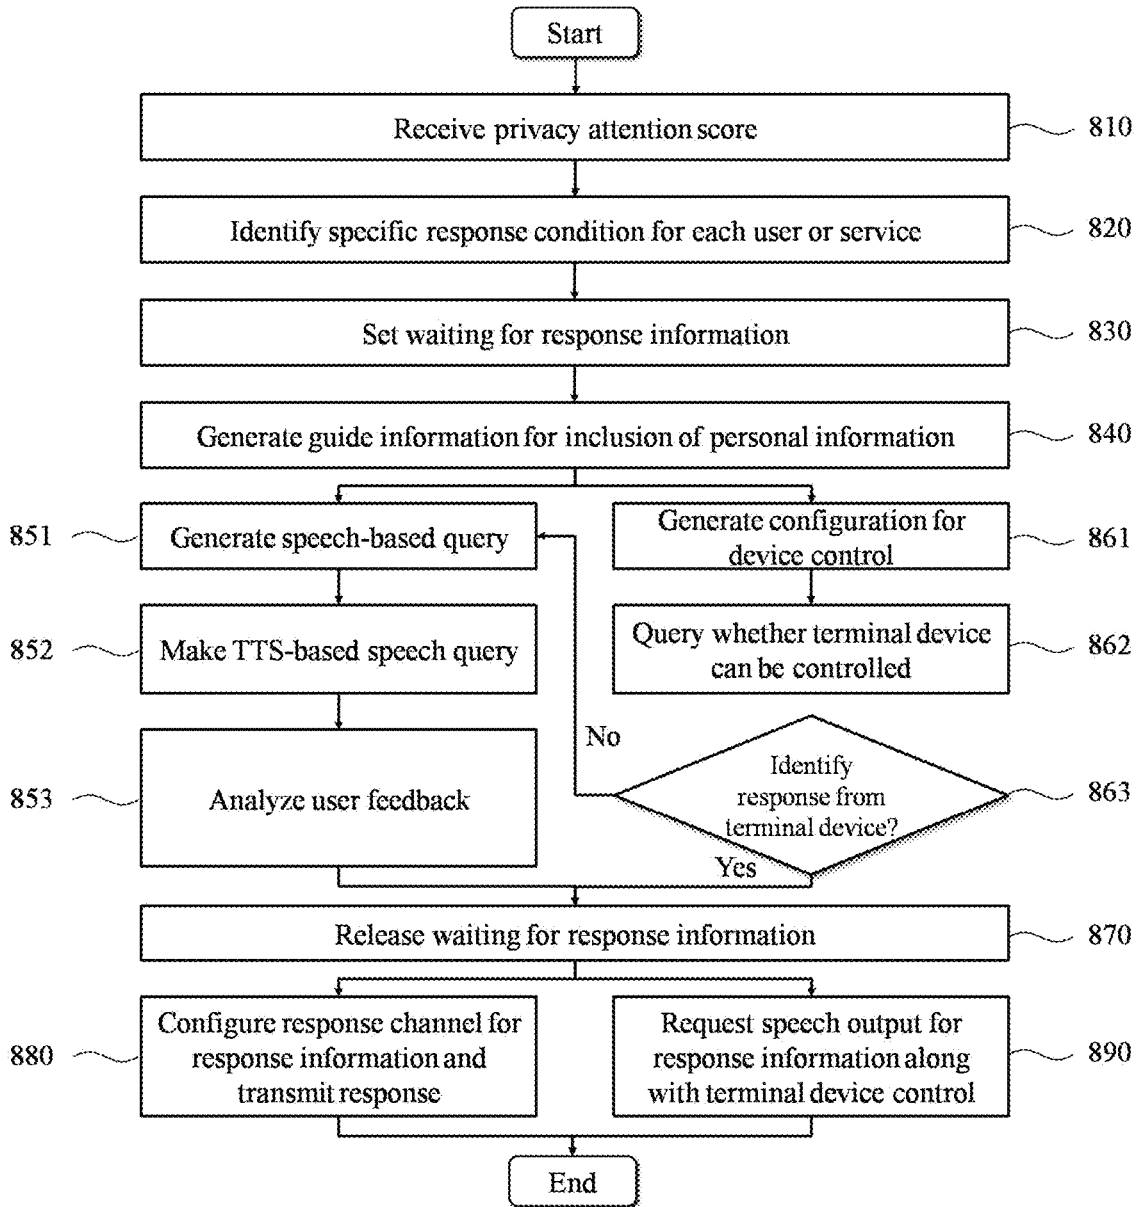 Start
Receive privacy attention score
810
Identify specific response condition for each user or service
820
Set waiting for response information
830
Generate guide information for inclusion of personal information
840
851
Generate speech-based query
Generate configuration for
device control
861
852
Make TTS-based speech query
Query whether terminal device
can be controlled
862
No
853
Analyze user feedback
Identify
response from
terminal device?
863
Yes
Release waiting for response information
870
880
Configure response channel for
response information and
transmit response
Request speech output for
response information along
with terminal device control
890
End